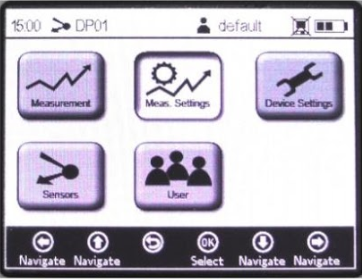 15:00 DP01 default
Measurement Meas. Settings Device Settings
Sensors User
OK
Navigate Navigate Select Navigate Navigate